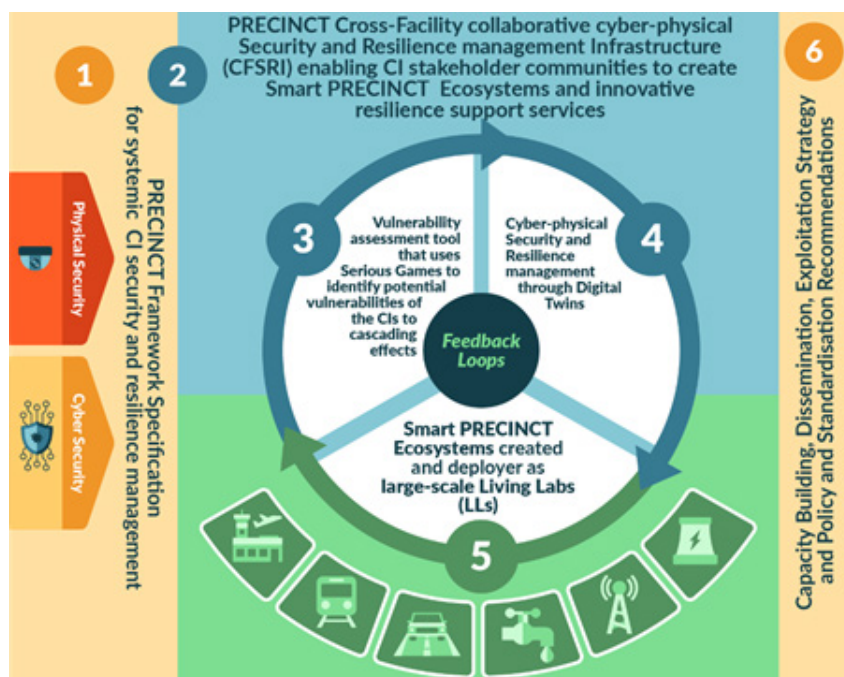 1
Physical Security
Cyber Security
PRECINCT Framework Specification
for systemic CI security and resilience management
2
PRECINCT Cross-Facility collaborative cyber-physical
Security and Resilience management Infrastructure
(CFSRI) enabling CI stakeholder communities to create
Smart PRECINCT Ecosystems and innovative
resilience support services
3
Vulnerability
assessment tool
that uses
Serious Games to
identify potential
vulnerabilities of
the CIs to
cascading
effects
4
Cyber-physical
Security and
Resilience
management
through Digital
Twins
Feedback
Loops
Smart PRECINCT
Ecosystems created
and deployer as
large-scale Living Labs
(LLs)
5
6
Capacity Building, Dissemination, Exploitation Strategy
and Policy and Standardisation Recommendations